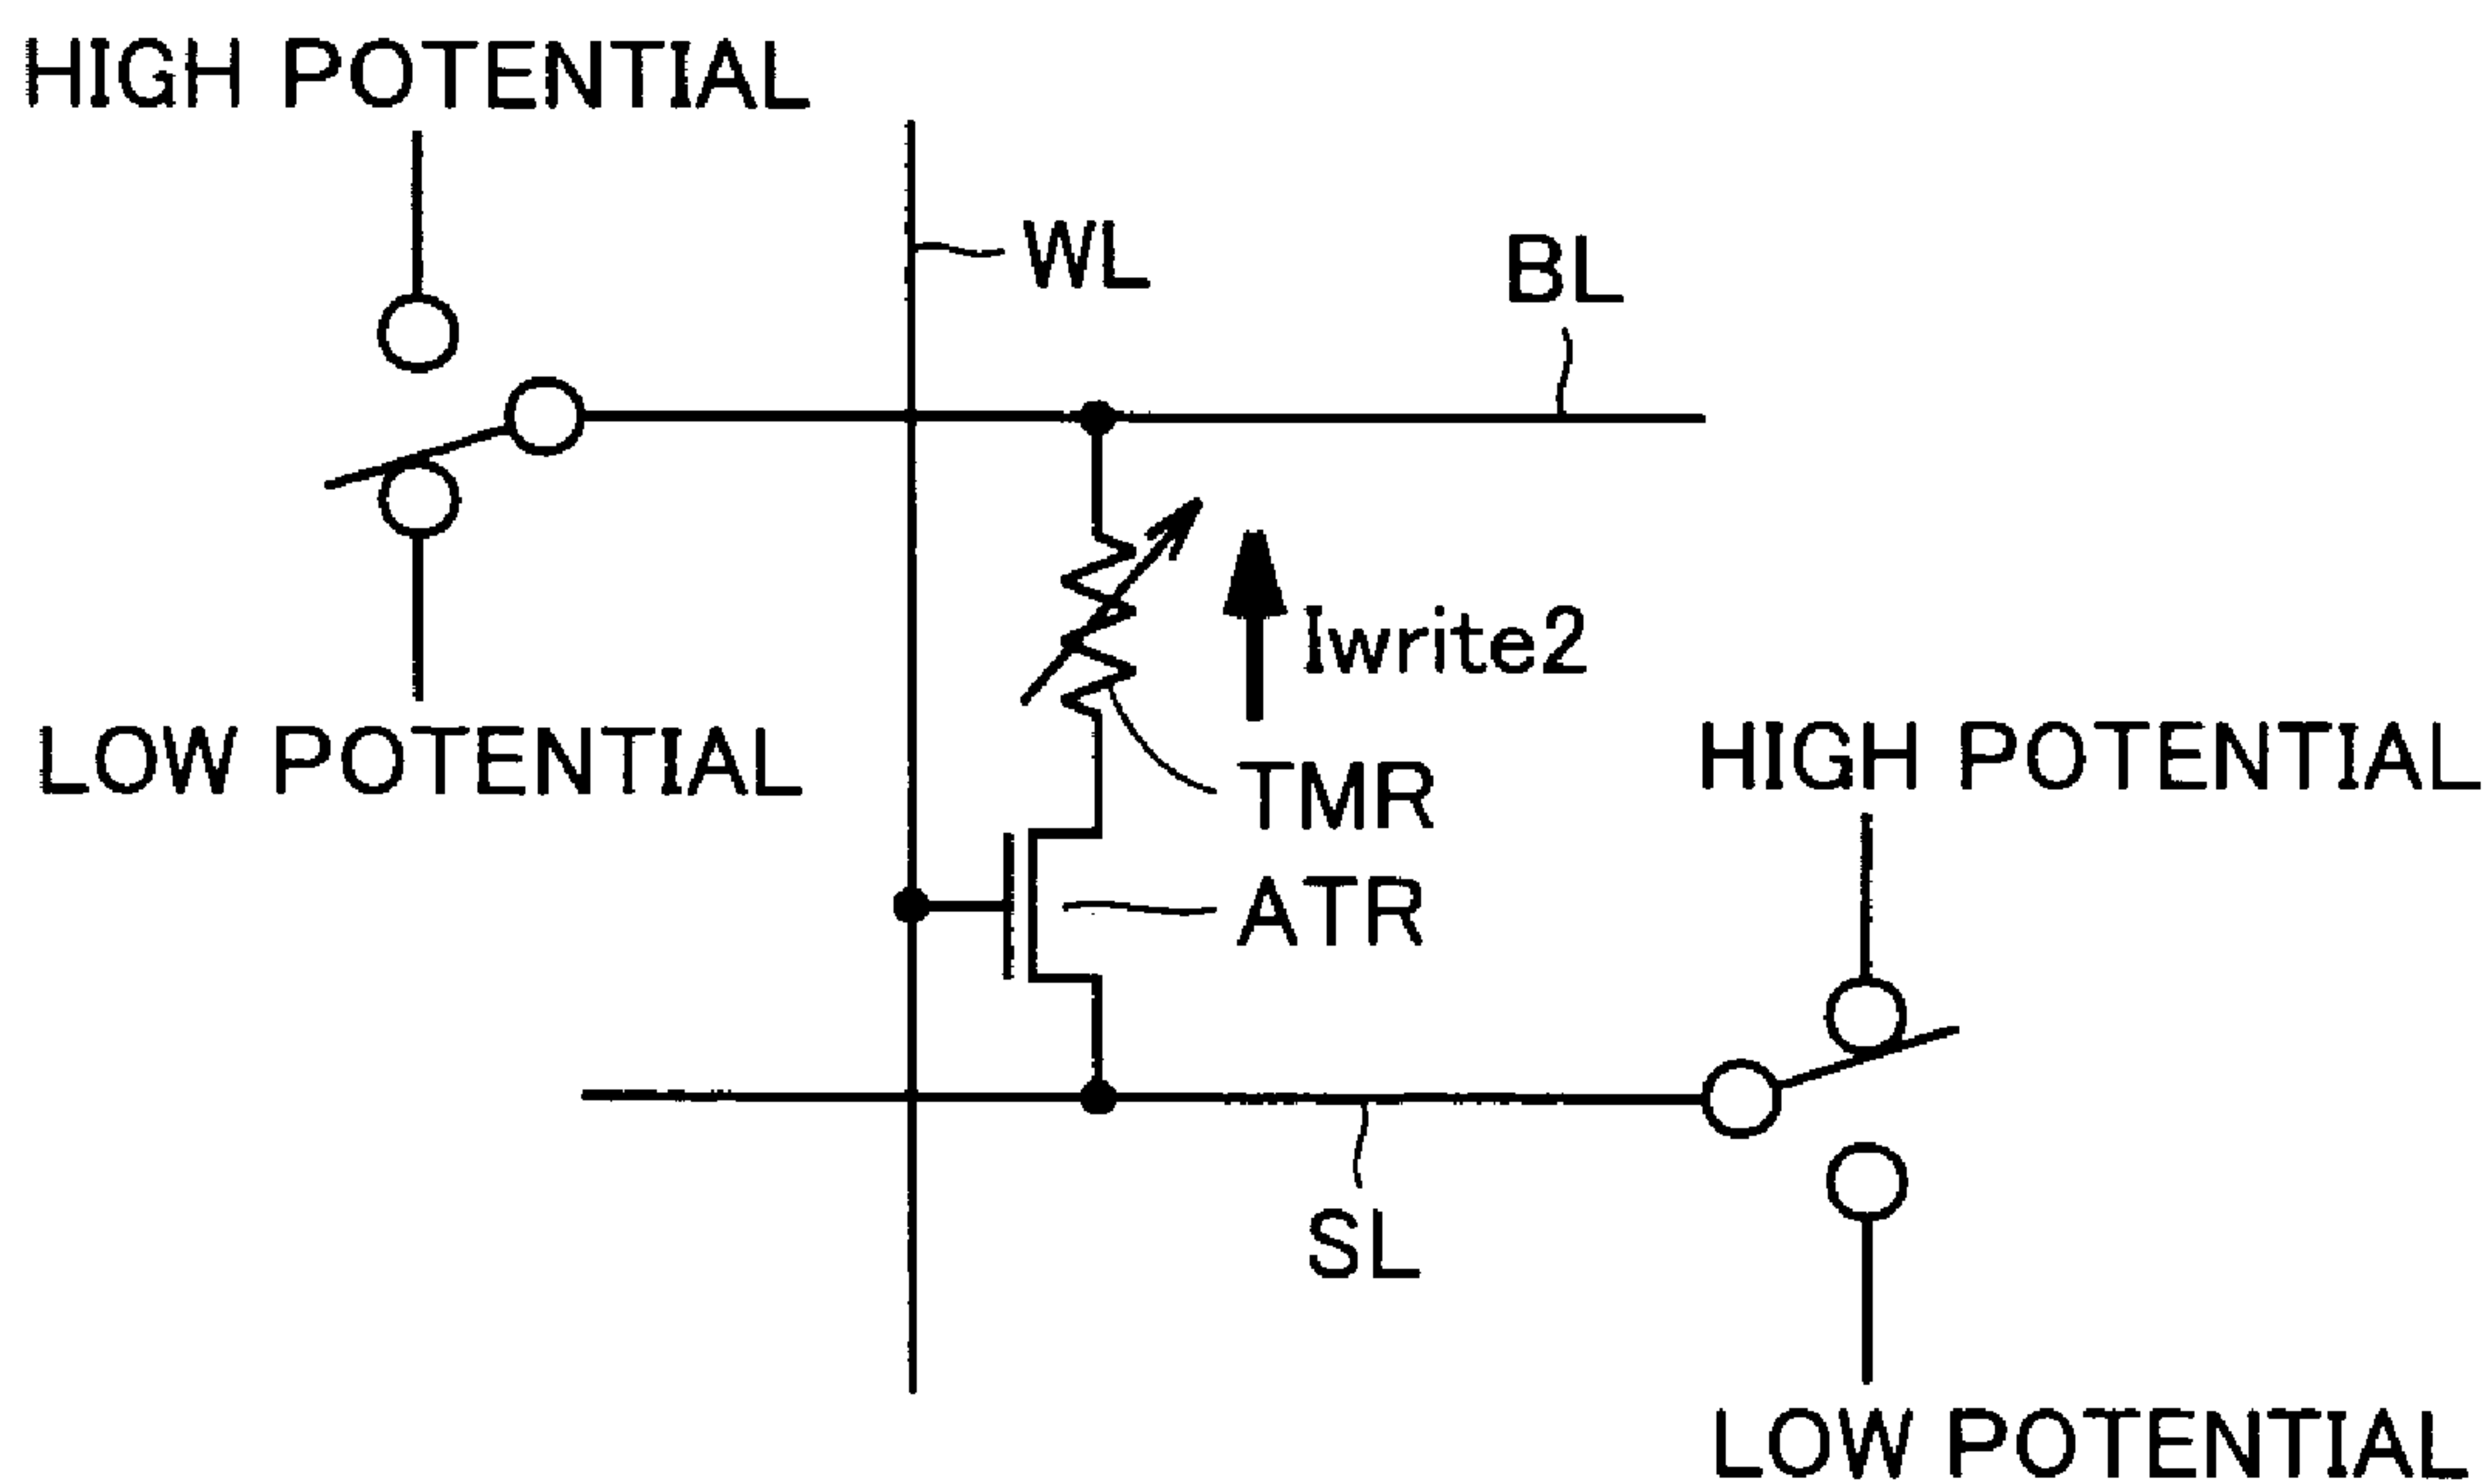 HIGH POTENTIAL
WL
BL
Iwrite2
LOW POTENTIAL
HIGH POTENTIAL
TMR
ATR
SL
LOW POTENTIAL